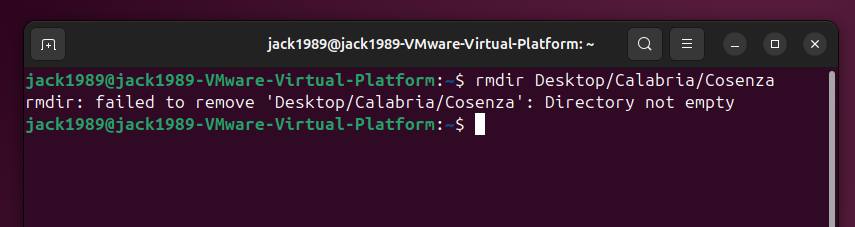 jack1989@jack1989-VMware-Virtual-Platform: ~
jack1989@jack1989-VMware-Virtual-Platform:~$ rmdir Desktop/Calabria/Cosenza
rmdir: failed to remove 'Desktop/Calabria/Cosenza': Directory not empty
jack1989@jack1989-VMware-Virtual-Platform:~$